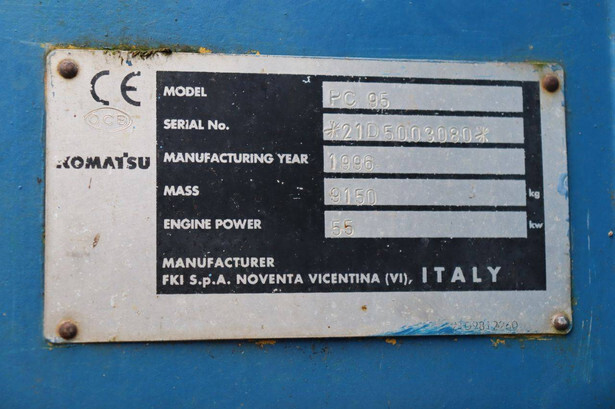 CE
MODEL PC 95
SERIAL No. *21D5003080*
KOMATSU
MANUFACTURING YEAR 1996
MASS 9150 kg
ENGINE POWER 55 kw
MANUFACTURER
FKI S.p.A. NOVENTA VICENTINA (VI), ITALY